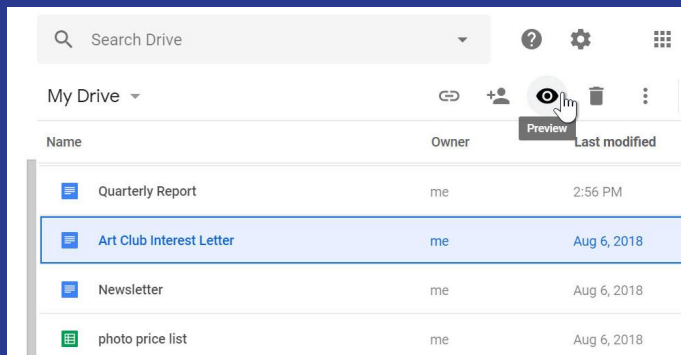 Search Drive
My Drive
Preview
Name Owner Last modified
Quarterly Report me 2:56 PM
Art Club Interest Letter me Aug 6, 2018
Newsletter me Aug 6, 2018
photo price list me Aug 6, 2018